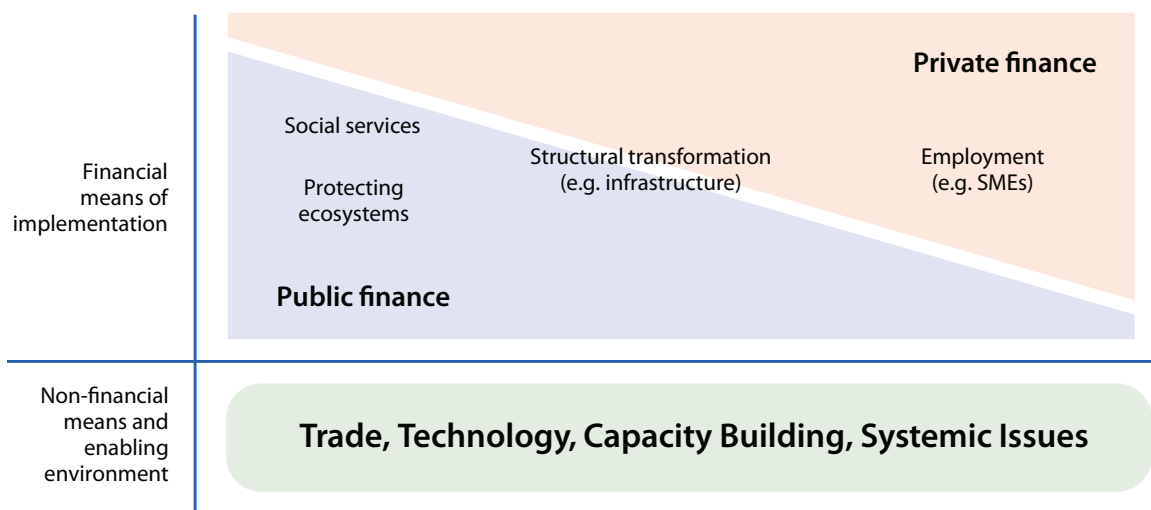 Financial
means of
implementation
Private finance
Social services
Protecting
ecosystems
Structural transformation
(e.g. infrastructure)
Employment
(e.g. SMEs)
Public finance
Non-financial
means and
enabling
environment
Trade, Technology, Capacity Building, Systemic Issues